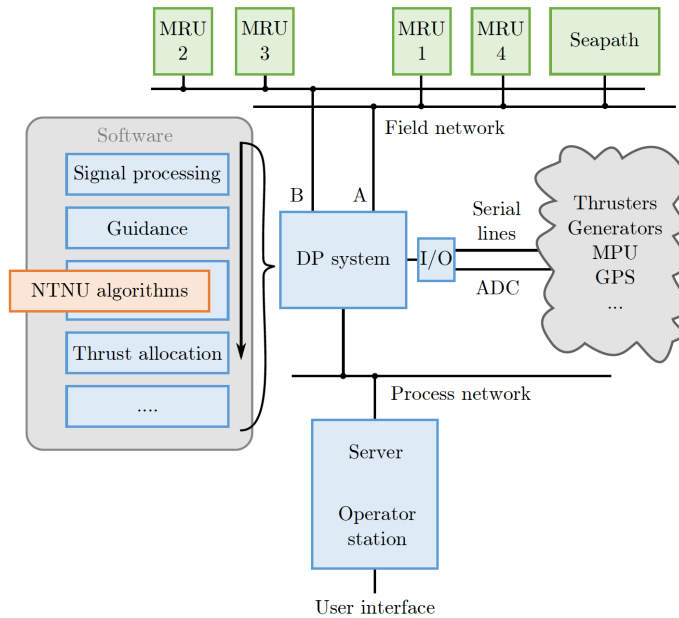 MRU
2
MRU
3
MRU
1
MRU
4
Seapath
Field network
Software
Signal processing
Guidance
NTNU algorithms
Thrust allocation
....
B
A
DP system
I/O
Serial
lines
ADC
Thrusters
Generators
MPU
GPS
...
Process network
Server
Operator
station
User interface